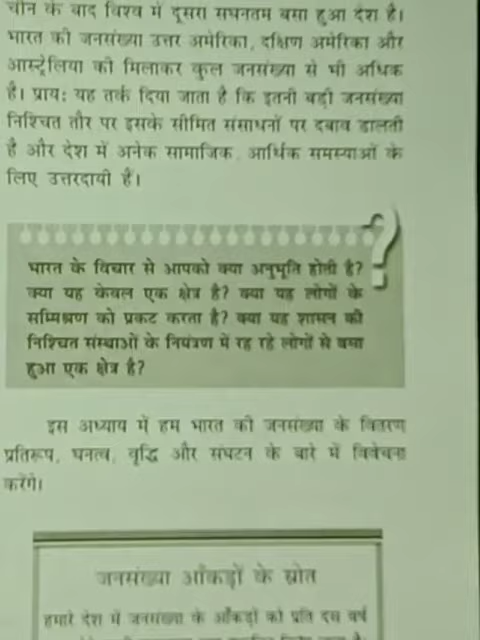 चीन के बाद विश्व में दूसरा सघनतम बसा हुआ देश है।
भारत की जनसंख्या उत्तर अमेरिका, दक्षिण अमेरिका और
आस्ट्रेलिया की मिलाकर कुल जनसंख्या से भी अधिक
है। प्राय: यह तर्क दिया जाता है कि इतनी बड़ी जनसंख्या
निश्चित तौर पर इसके सीमित संसाधनों पर दबाव डालती
है और देश में अनेक सामाजिक, आर्थिक समस्याओं के
लिए उत्तरदायी है।
?
भारत के विचार से आपको क्या अनुभूति होती है?
क्या यह केवल एक क्षेत्र है? क्या यह लोगों के
सम्मिश्रण को प्रकट करता है? क्या यह शासन की
निश्चित संस्थाओं के नियंत्रण में रह रहे लोगों से बसा
हुआ एक क्षेत्र है?
इस अध्याय में हम भारत की जनसंख्या के वितरण
प्रतिरूप, घनत्व, वृद्धि और संघटन के बारे में विवेचना
करेंगे।
जनसंख्या आँकड़ों के स्रोत
हमारे देश में जनसंख्या के आँकड़ों को प्रति दस वर्ष